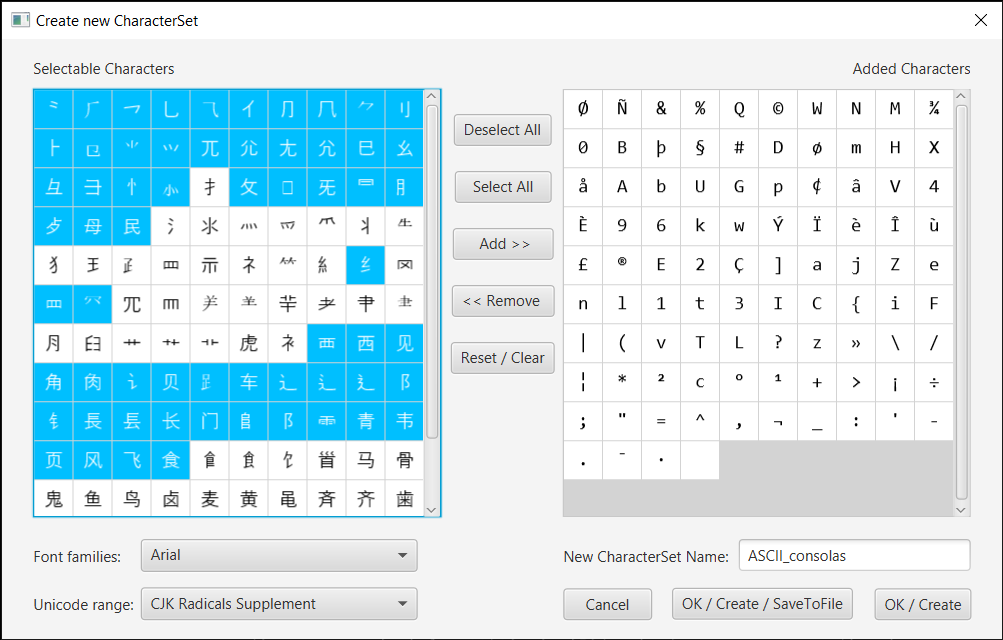 Create new CharacterSet
Selectable Characters
⺀ ⺁ ⺂ ⺃ ⺄ ⺅ ⺆ ⺇ ⺈ ⺉
⺊ ⺋ ⺌ ⺍ ⺎ ⺏ ⺐ ⺑ ⺒ ⺓
⺔ ⺕ ⺖ ⺗ ⺘ ⺙ ⺛ ⺜ ⺝
⺞ ⺟ ⺠ ⺡ ⺢ ⺣ ⺤ ⺥ ⺦ ⺧
⺨ ⺩ ⺪ ⺫ ⺬ ⺭ ⺮ ⺯ ⺰ ⺱
⺲ ⺳ ⺴ ⺵ ⺶ ⺷ ⺸ ⺹ ⺺ ⺻
⺼ ⺽ ⺾ ⺿ ⻀ ⻁ ⻂ ⻃ ⻄ ⻅
⻆ ⻇ ⻈ ⻉ ⻊ ⻋ ⻌ ⻍ ⻎ ⻏
⻐ ⻑ ⻒ ⻓ ⻔ ⻕ ⻖ ⻗ ⻘ ⻙
⻚ ⻛ ⻜ ⻝ ⻞ ⻟ ⻠ ⻡ ⻢ ⻣
⻤ ⻥ ⻦ ⻧ ⻨ ⻩ ⻪ ⻫ ⻬ ⻭
Deselect All
Select All
Add >>
<< Remove
Reset / Clear
Added Characters
Ø Ñ & % Q © W N M ¾
0 B þ § # D ø m H X
å A b U G p ¢ â V 4
È 9 6 k w Ý Ï è Î ù
£ ® E 2 Ç ] a j Z e
n l 1 t 3 I C { i F
| ( v T L ? z » \ /
¦ * ² c º ¹ + > ¡ ÷
; " = ^ , ¬ _ : ' -
. ¯ ·
Font families: Arial
Unicode range: CJK Radicals Supplement
New CharacterSet Name: ASCII_consolas
Cancel
OK / Create / SaveToFile
OK / Create